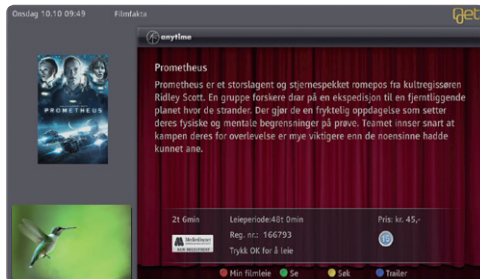 Onsdag 10.10 09:49 Filmfakta Get
anytime
Prometheus
PROMETHEUS
Prometheus er et storslagent og stjernespekket romepos fra kultregissøren
Ridley Scott. En gruppe forskere drar på en ekspedisjon til en fjerntliggende
planet hvor de strander. Der gjør de en fryktelig oppdagelse som setter
deres fysiske og mentale begrensninger på prøve. Teamet innser snart at
kampen deres for overlevelse er mye viktigere enn de noensinne hadde
kunnet ane.
2t 6min Leieperiode:48t 0min Pris: kr. 45,-
Medietilsynet Reg. nr.: 166793 15
Trykk OK for å leie
Min filmleie Se Søk Trailer